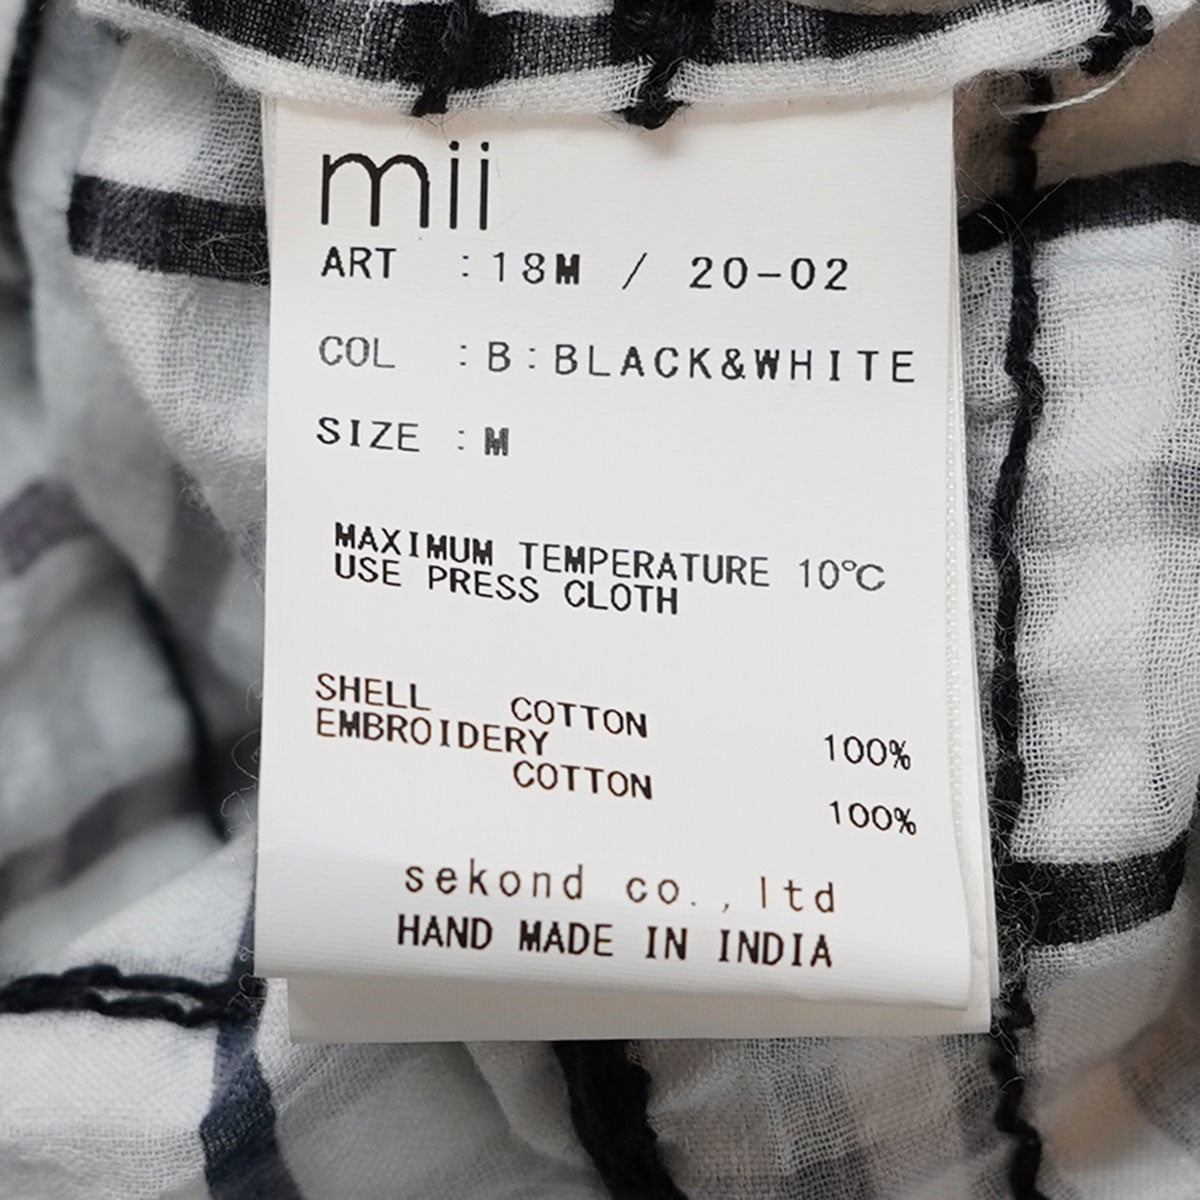 mii
ART : 18M / 20-02
COL : B:BLACK&WHITE
SIZE : M
MAXIMUM TEMPERATURE 10℃
USE PRESS CLOTH
SHELL COTTON 100%
EMBROIDERY
COTTON 100%
sekond co.,ltd
HAND MADE IN INDIA